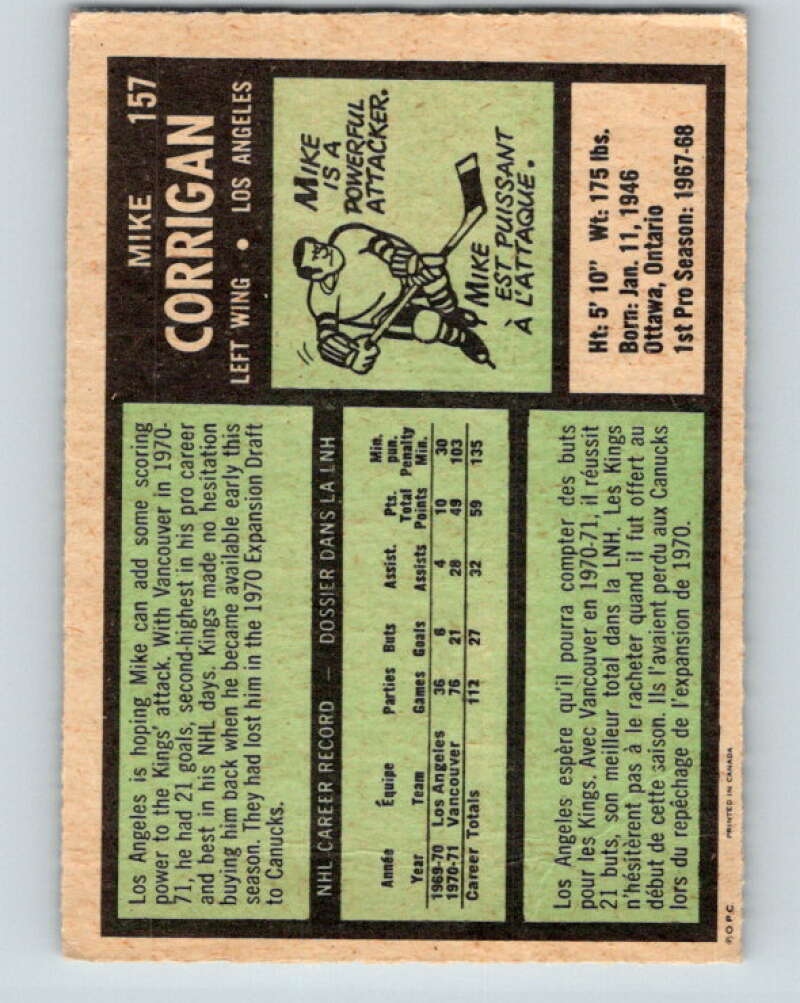 MIKE 157
CORRIGAN
LEFT WING • LOS ANGELES
Los Angeles is hoping Mike can add some scoring
power to the Kings' attack. With Vancouver in 1970-
71, he had 21 goals, second-highest in his pro career
and best in his NHL days. Kings made no hesitation
buying him back when he became available early this
season. They had lost him in the 1970 Expansion Draft
to Canucks.
MIKE
IS A
POWERFUL
ATTACKER.
MIKE
EST PUISSANT
À L'ATTAQUE.
NHL CAREER RECORD — DOSSIER DANS LA LNH
Année Équipe Parties Buts Assist. Pts. Total Min. pun. Penalty
Year Team Games Goals Assists Points Min.
1969-70 Los Angeles 36 6 4 10 30
1970-71 Vancouver 76 21 28 49 103
Career Totals 112 27 32 59 135
Ht: 5' 10" Wt: 175 lbs.
Born: Jan. 11, 1946
Ottawa, Ontario
1st Pro Season: 1967-68
Los Angeles espère qu'il pourra compter des buts
pour les Kings. Avec Vancouver en 1970-71, il réussit
21 buts, son meilleur total dans la LNH. Les Kings
n'hésitèrent pas à le racheter quand il fut offert au
début de cette saison. Ils l'avaient perdu aux Canucks
lors du repêchage de l'expansion de 1970.
© O.P.C. PRINTED IN CANADA